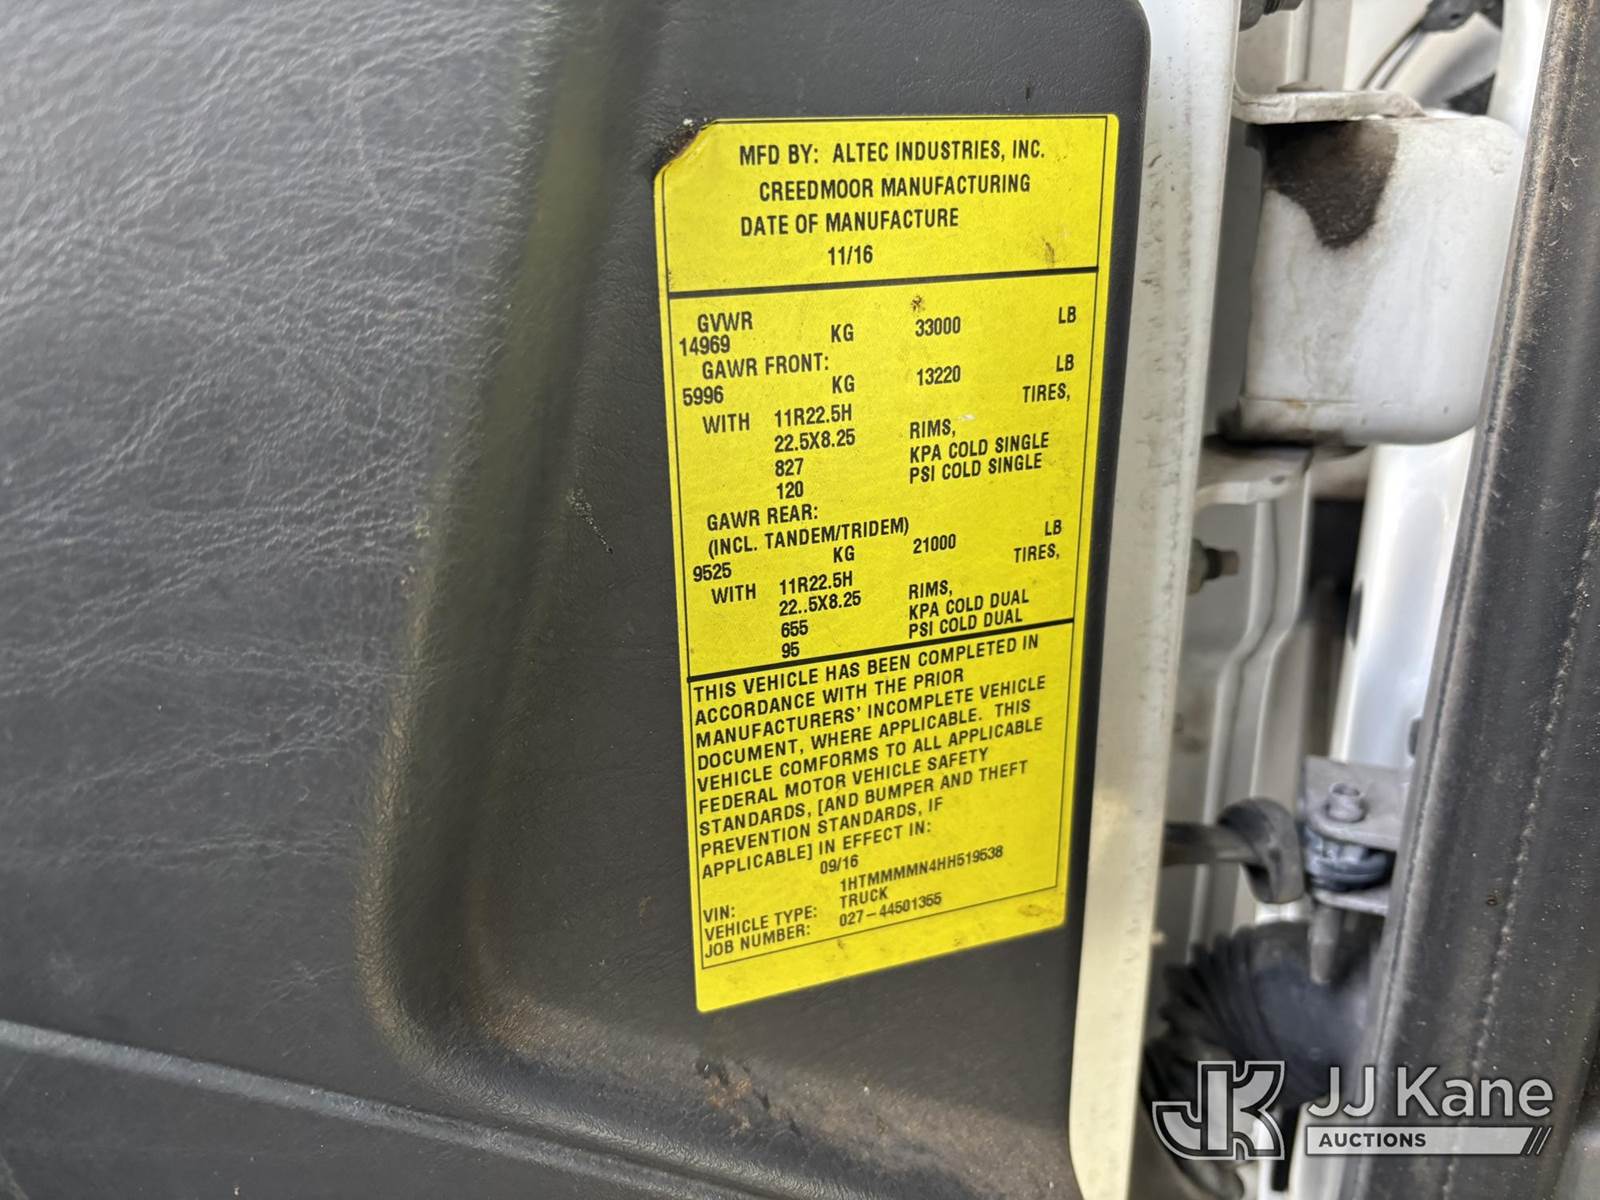 MFD BY: ALTEC INDUSTRIES, INC.
CREEDMOOR MANUFACTURING
DATE OF MANUFACTURE
11/16
GVWR
14969 KG 33000 LB
GAWR FRONT:
5996 KG 13220 LB
WITH 11R22.5H TIRES,
22.5X8.25 RIMS,
827 KPA COLD SINGLE
120 PSI COLD SINGLE
GAWR REAR:
(INCL. TANDEM/TRIDEM)
9525 KG 21000 LB
WITH 11R22.5H TIRES,
22..5X8.25 RIMS,
655 KPA COLD DUAL
95 PSI COLD DUAL
THIS VEHICLE HAS BEEN COMPLETED IN
ACCORDANCE WITH THE PRIOR
MANUFACTURERS' INCOMPLETE VEHICLE
DOCUMENT, WHERE APPLICABLE. THIS
VEHICLE COMFORMS TO ALL APPLICABLE
FEDERAL MOTOR VEHICLE SAFETY
STANDARDS, [AND BUMPER AND THEFT
PREVENTION STANDARDS, IF
APPLICABLE] IN EFFECT IN:
09/16
VIN: 1HTMMMMN4HH519538
VEHICLE TYPE: TRUCK
JOB NUMBER: 027-44501355
JK JJ Kane
AUCTIONS